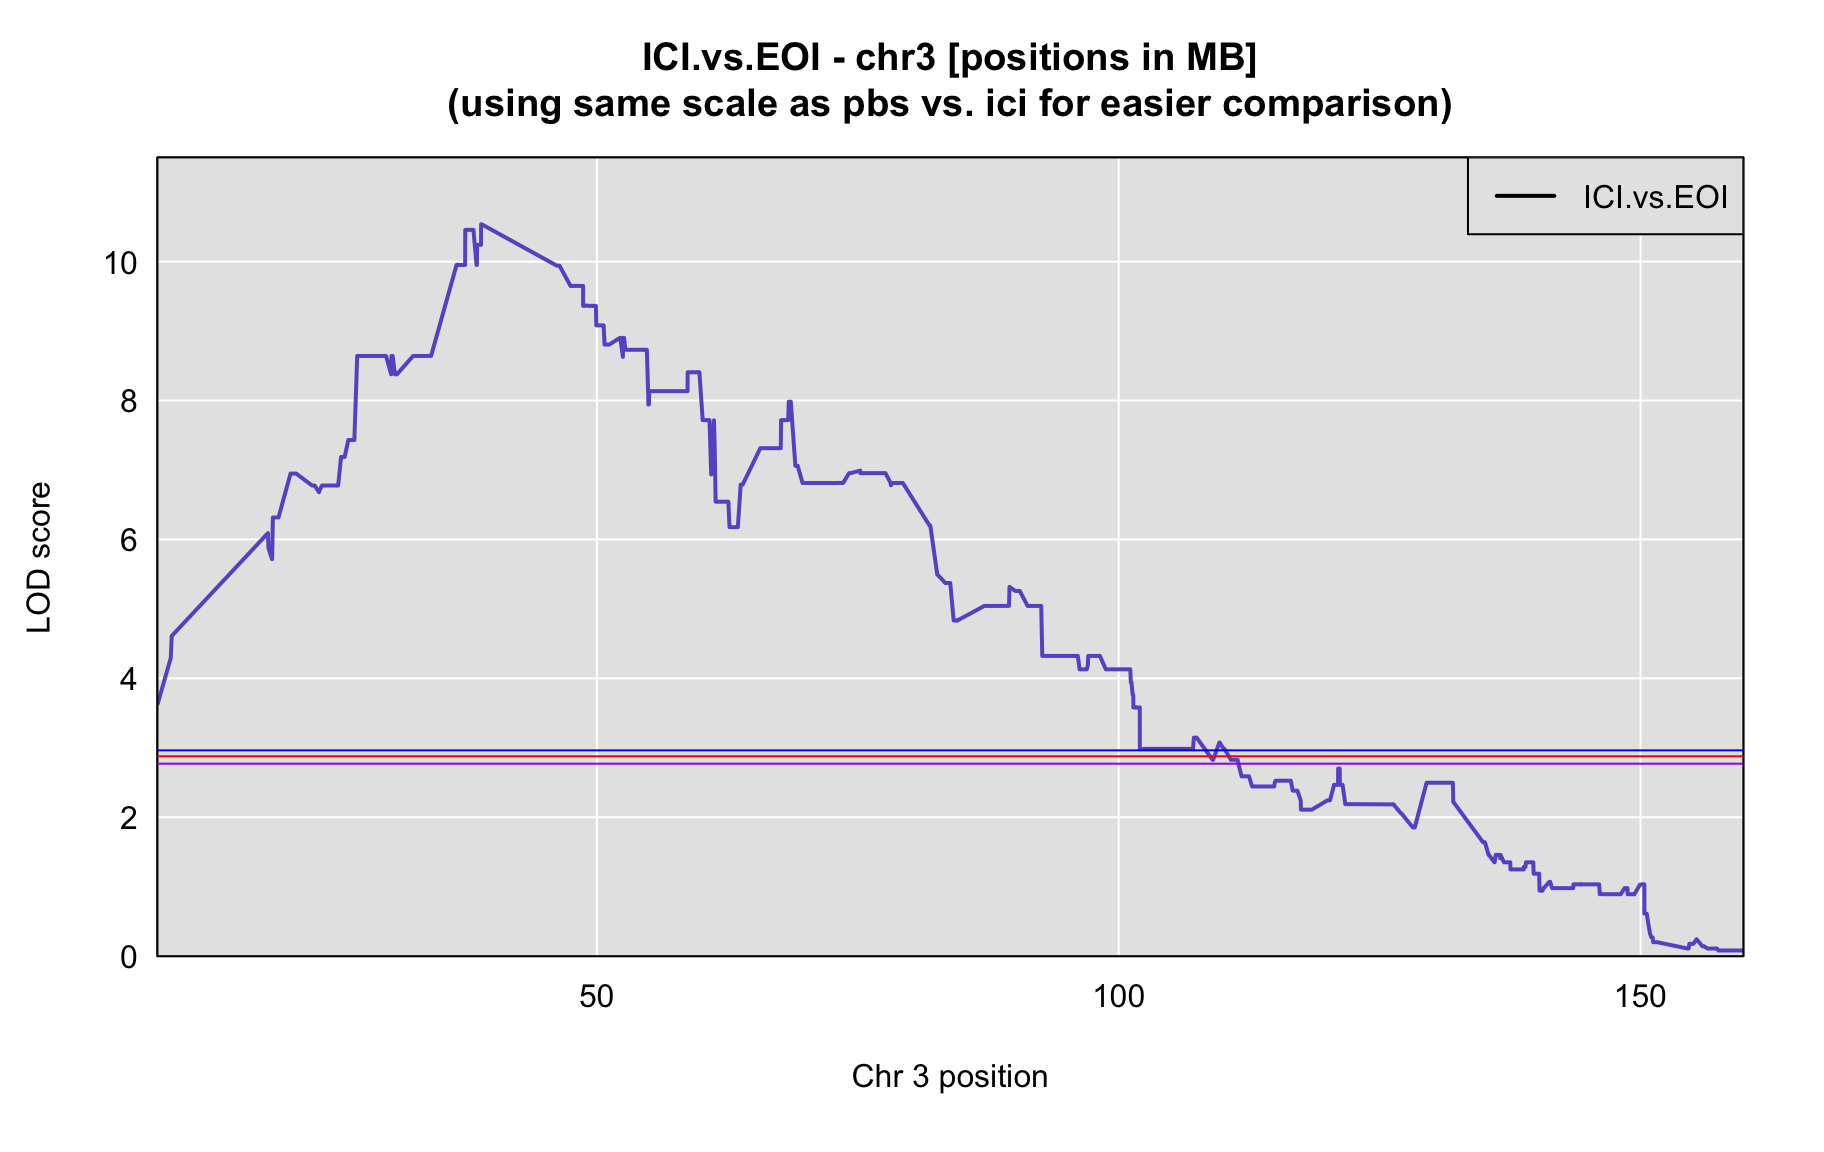 ICI.vs.EOI - chr3 [positions in MB]
(using same scale as pbs vs. ici for easier comparison)
ICI.vs.EOI
10
8
6
4
2
0
LOD score
50 100 150
Chr 3 position